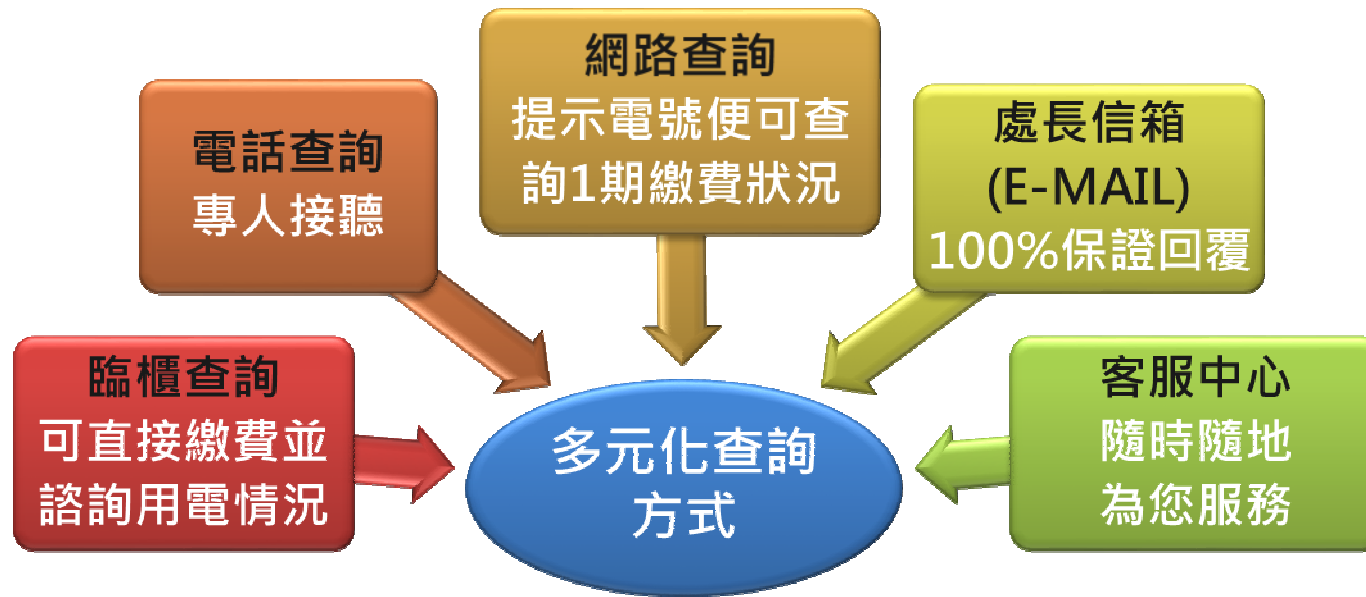 網路查詢
提示電號便可查
詢1期繳費狀況
電話查詢
專人接聽
處長信箱
(E-MAIL)
100%保證回覆
臨櫃查詢
可直接繳費並
諮詢用電情況
客服中心
隨時隨地
為您服務
多元化查詢
方式